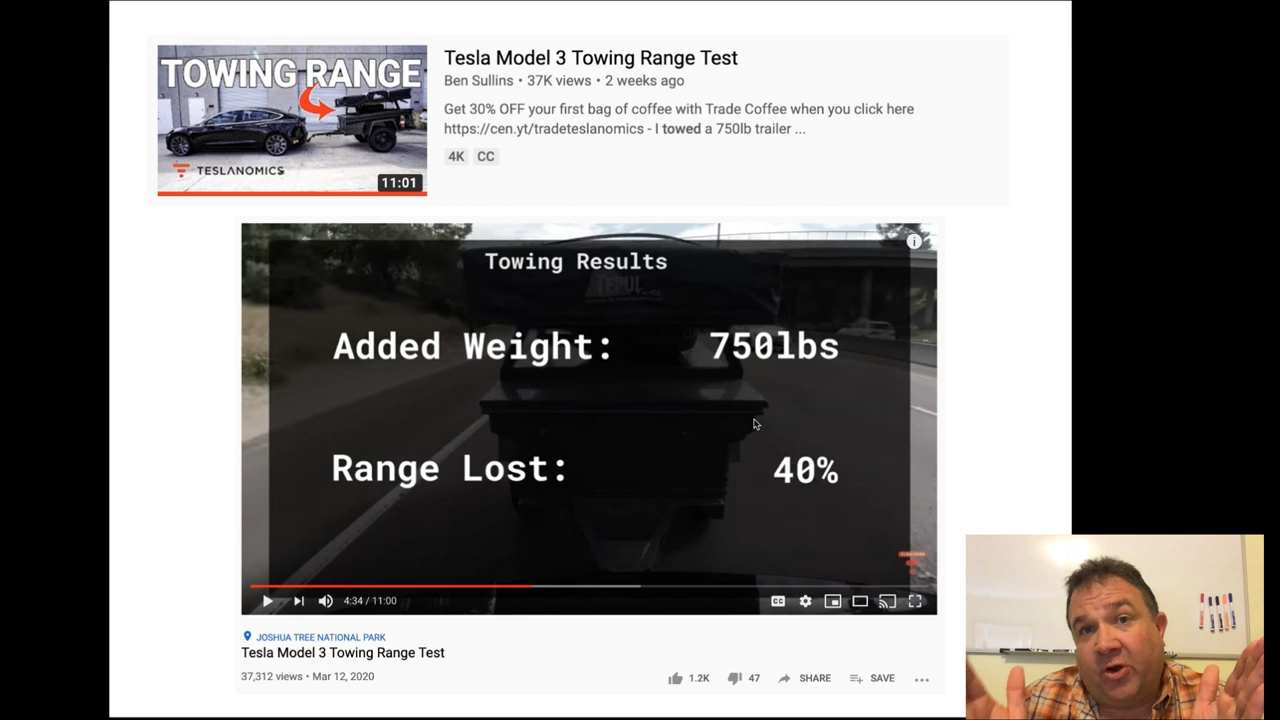 TOWING RANGE
TESLANOMICS
11:01
Tesla Model 3 Towing Range Test
Ben Sullins • 37K views • 2 weeks ago
Get 30% OFF your first bag of coffee with Trade Coffee when you click here
https://cen.yt/tradeteslanomics - I towed a 750lb trailer ...
4K CC
Towing Results
TEPUI
Added Weight: 750lbs
Range Lost: 40%
4:34 / 11:00
CC
JOSHUA TREE NATIONAL PARK
Tesla Model 3 Towing Range Test
37,312 views • Mar 12, 2020
1.2K 47 SHARE SAVE